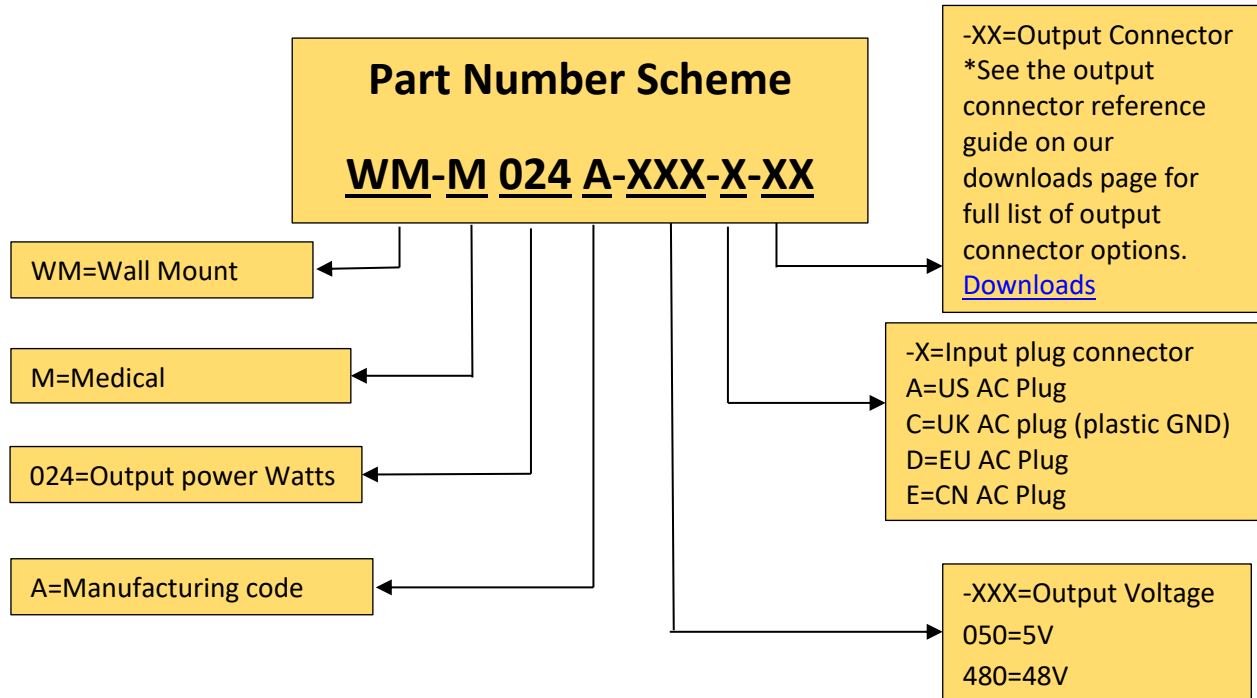 Part Number Scheme
WM-M 024 A-XXX-X-XX
-XX=Output Connector
*See the output
connector reference
guide on our
downloads page for
full list of output
connector options.
Downloads
WM=Wall Mount
M=Medical
024=Output power Watts
A=Manufacturing code
-X=Input plug connector
A=US AC Plug
C=UK AC plug (plastic GND)
D=EU AC Plug
E=CN AC Plug
-XXX=Output Voltage
050=5V
480=48V